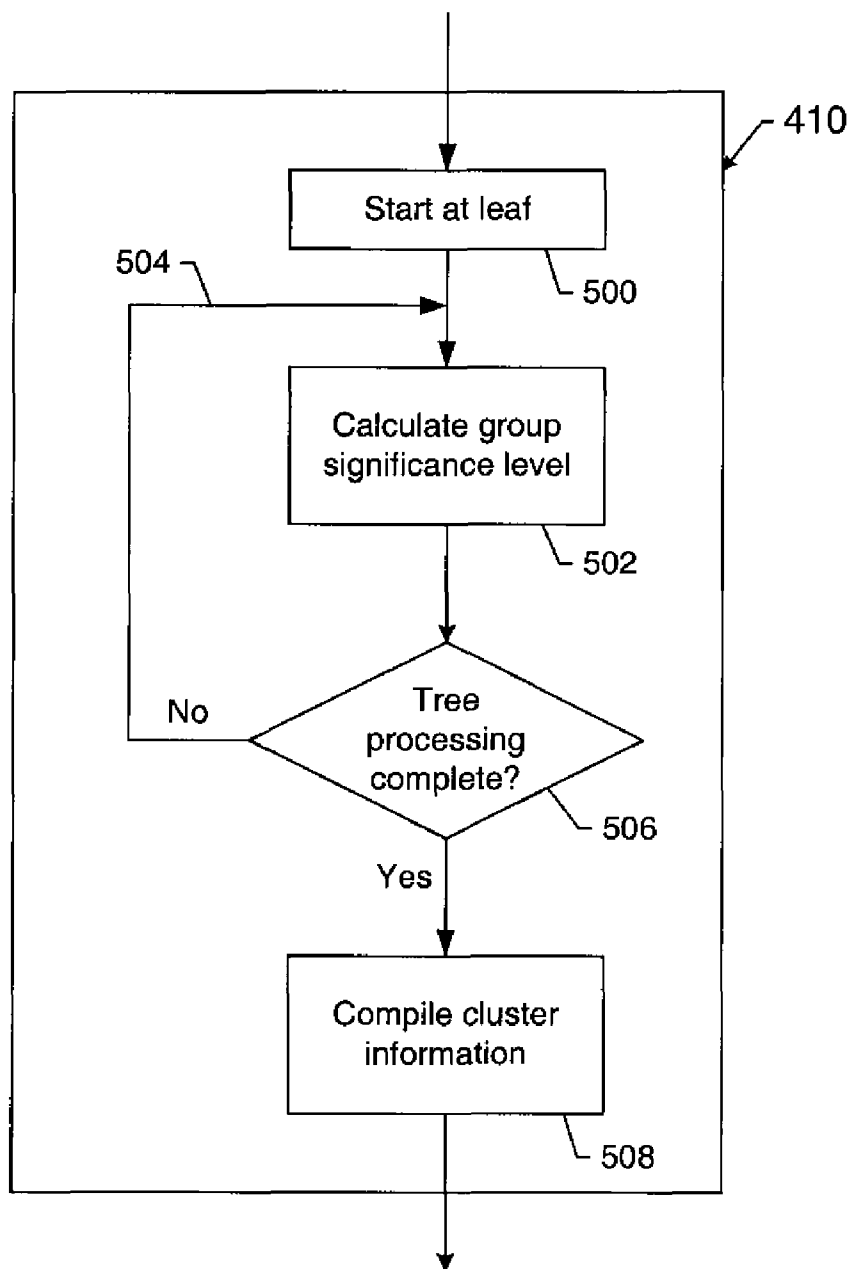 410
Start at leaf
504
500
Calculate group
significance level
502
No
Tree
processing
complete?
506
Yes
Compile cluster
information
508